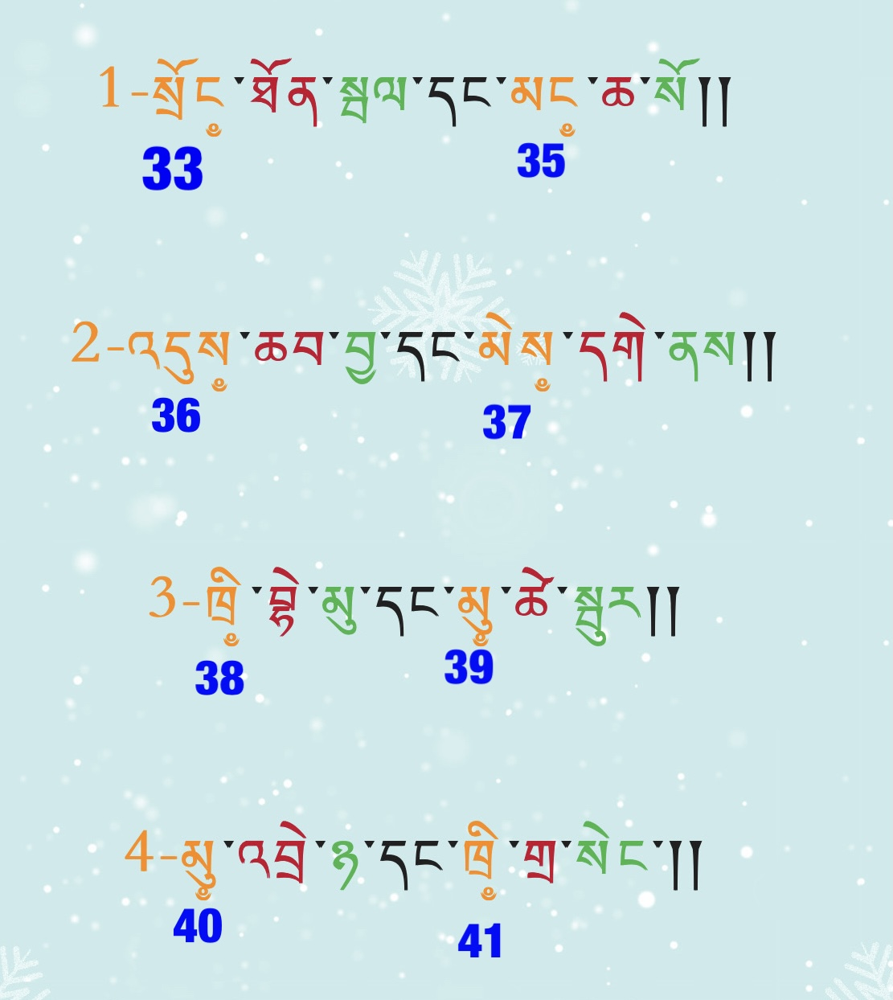 1-སྲོང༹་ཐོན་སྦལ་དང་མང༹་ཆ་སོ།།
33 35
2-འདུས༹་ཆབ་བྱ་དང་མེས༹་དགེ་ནས།།
36 37
3-ཁྲི༹་བརྟེ་མུ་དང་མུ༹་ཚེ་སྦུར།།
38 39
4-མུ༹་འབྲེ་ཉ་དང་ཁྲི༹་གྲ་སེང་།།
40 41